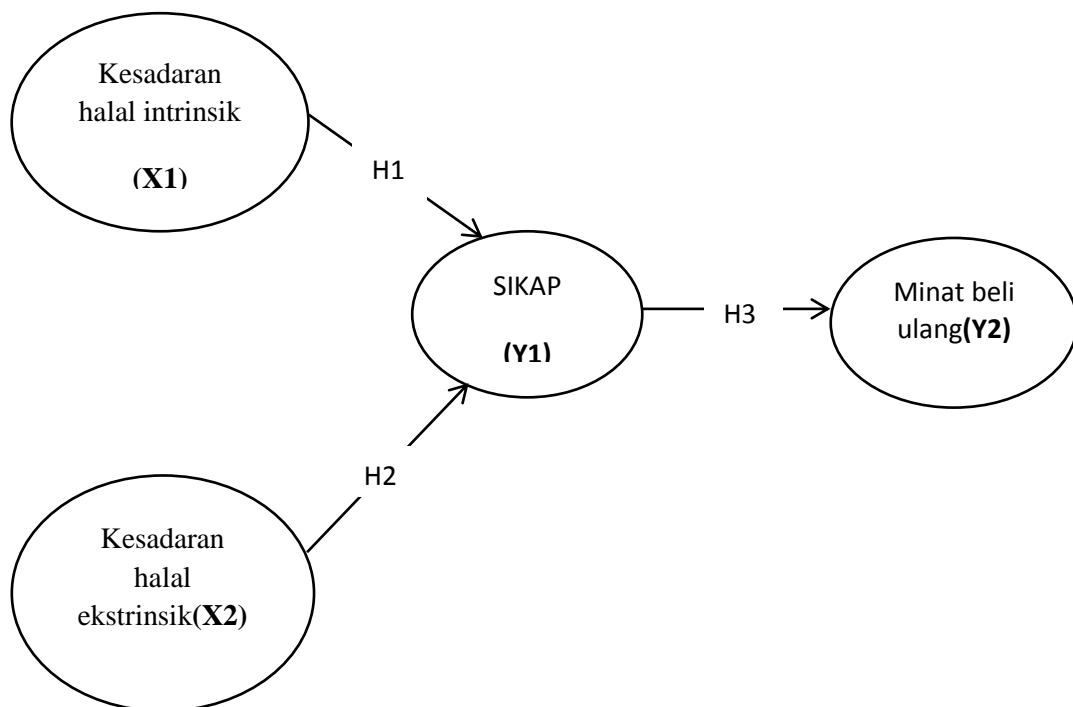 Kesadaran
halal intrinsik
(X1)
H1
SIKAP
(Y1)
H3
Minat beli
ulang(Y2)
H2
Kesadaran
halal
ekstrinsik(X2)